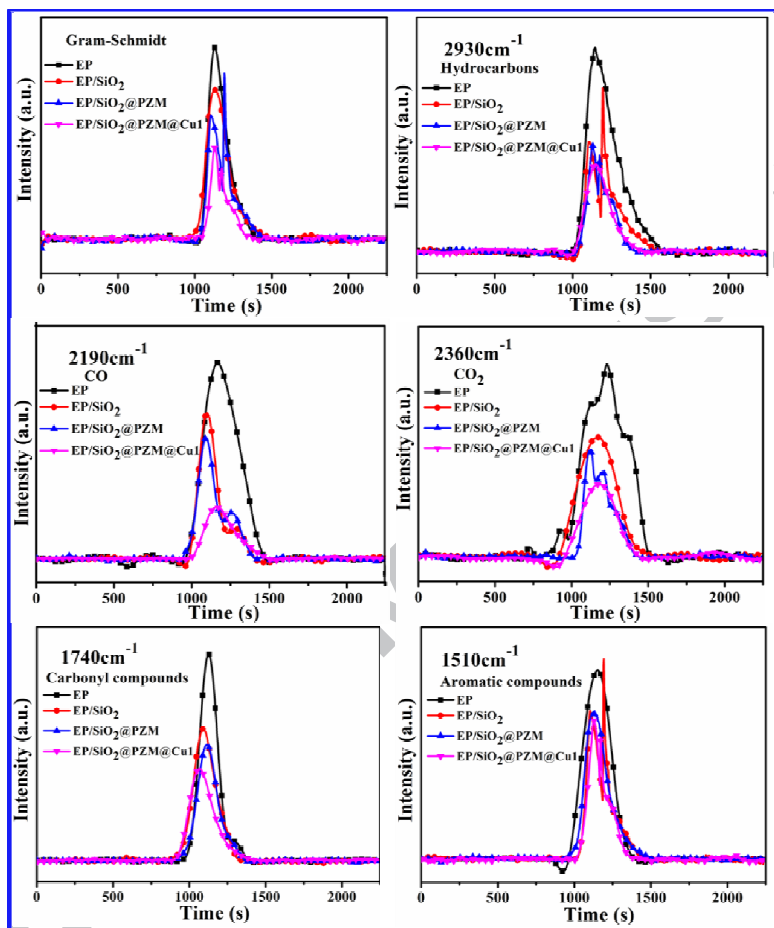 Gram-Schmidt
EP
EP/SiO₂
EP/SiO₂@PZM
EP/SiO₂@PZM@Cu1
Intensity (a.u.)
0 500 1000 1500 2000
Time (s)
2930cm⁻¹
Hydrocarbons
EP
EP/SiO₂
EP/SiO₂@PZM
EP/SiO₂@PZM@Cu1
Intensity (a.u.)
0 500 1000 1500 2000
Time (s)
2190cm⁻¹
CO
EP
EP/SiO₂
EP/SiO₂@PZM
EP/SiO₂@PZM@Cu1
Intensity (a.u.)
0 500 1000 1500 2000
Time (s)
2360cm⁻¹
CO₂
EP
EP/SiO₂
EP/SiO₂@PZM
EP/SiO₂@PZM@Cu1
Intensity (a.u.)
0 500 1000 1500 2000
Time (s)
1740cm⁻¹
Carbonyl compounds
EP
EP/SiO₂
EP/SiO₂@PZM
EP/SiO₂@PZM@Cu1
Intensity (a.u.)
0 500 1000 1500 2000
Time (s)
1510cm⁻¹
Aromatic compounds
EP
EP/SiO₂
EP/SiO₂@PZM
EP/SiO₂@PZM@Cu1
Intensity (a.u.)
0 500 1000 1500 2000
Time (s)